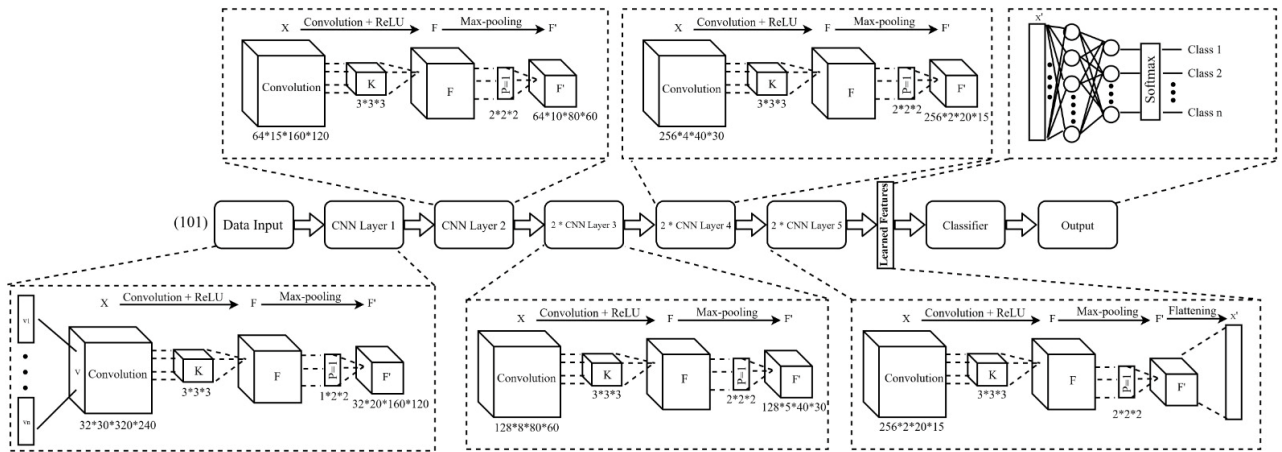 X Convolution + ReLU F Max-pooling F'
Convolution
K
F
P=1
F'
3*3*3
2*2*2
64*15*160*120
64*10*80*60
X Convolution + ReLU F Max-pooling F'
Convolution
K
F
P=1
F'
3*3*3
2*2*2
256*4*40*30
256*2*20*15
x'
Softmax
Class 1
Class 2
Class n
(101)
Data Input
CNN Layer 1
CNN Layer 2
2 * CNN Layer 3
2 * CNN Layer 4
2 * CNN Layer 5
Learned Features
Classifier
Output
v1
vn
V
X Convolution + ReLU F Max-pooling F'
Convolution
K
F
P=1
F'
3*3*3
1*2*2
32*30*320*240
32*20*160*120
X Convolution + ReLU F Max-pooling F'
Convolution
K
F
P=1
F'
3*3*3
2*2*2
128*8*80*60
128*5*40*30
X Convolution + ReLU F Max-pooling F' Flattening x'
Convolution
K
F
P=1
F'
3*3*3
2*2*2
256*2*20*15